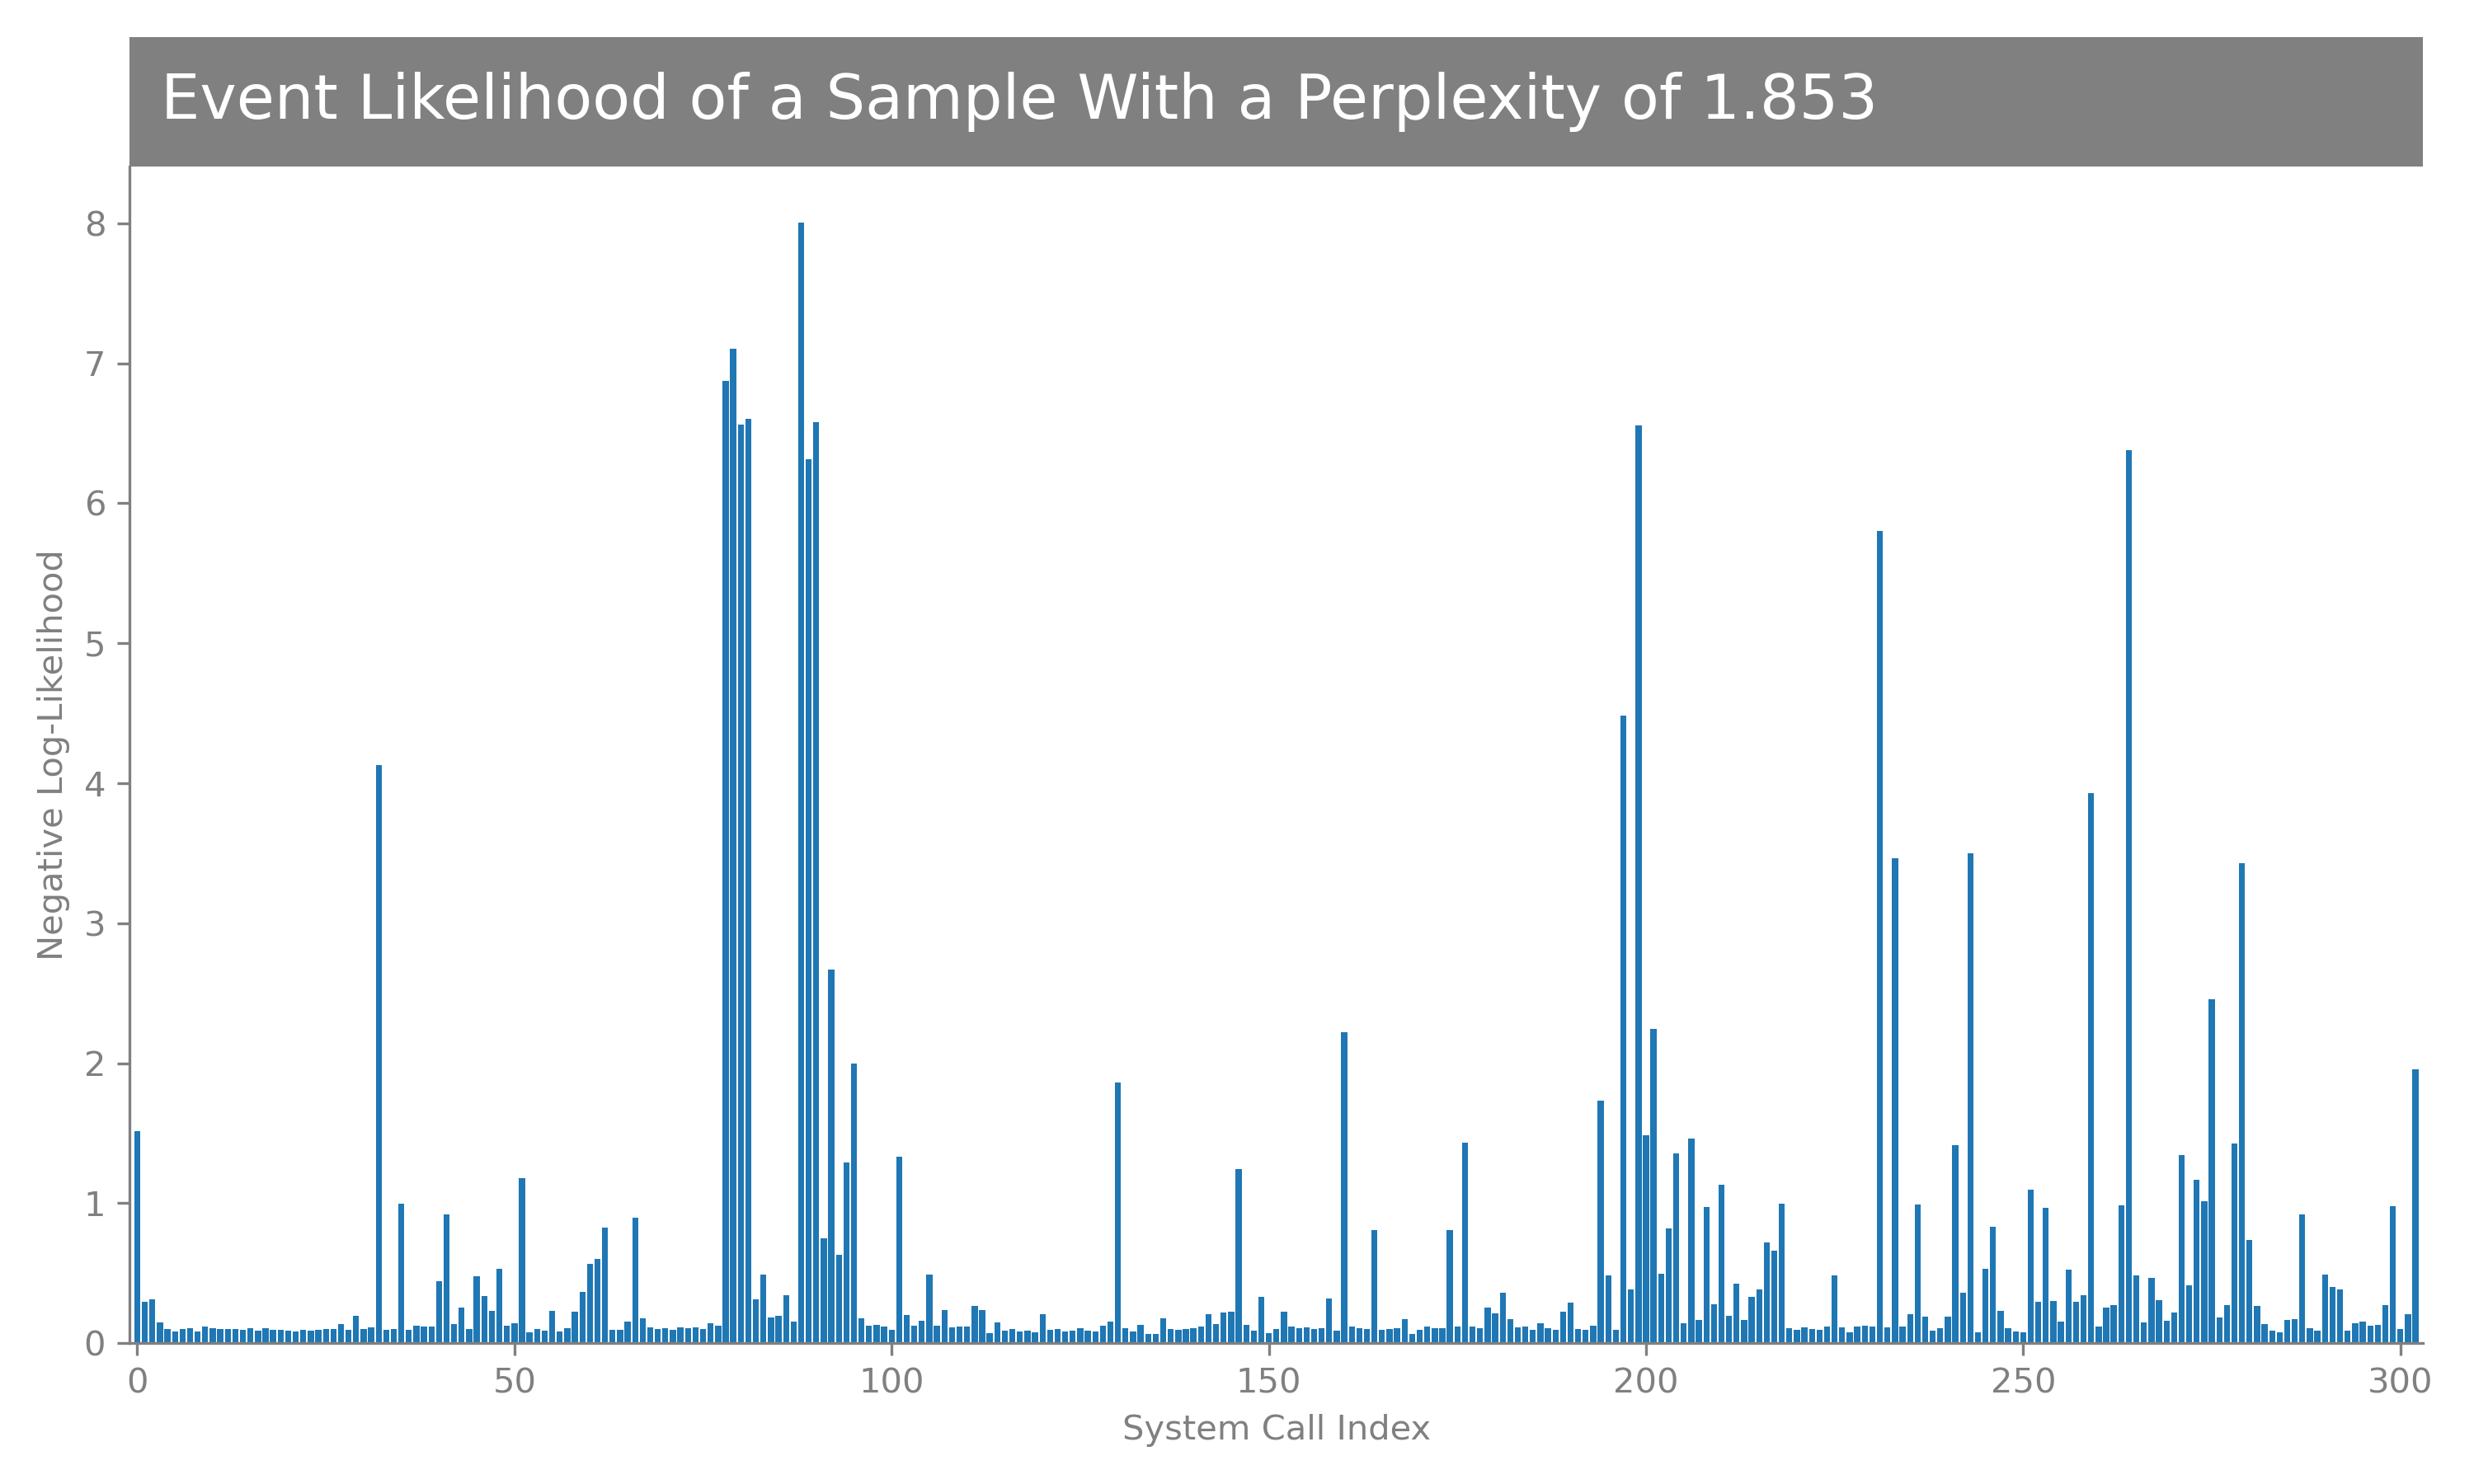 Event Likelihood of a Sample With a Perplexity of 1.853
8
7
6
5
4
3
2
1
0
Negative Log-Likelihood
0 50 100 150 200 250 300
System Call Index